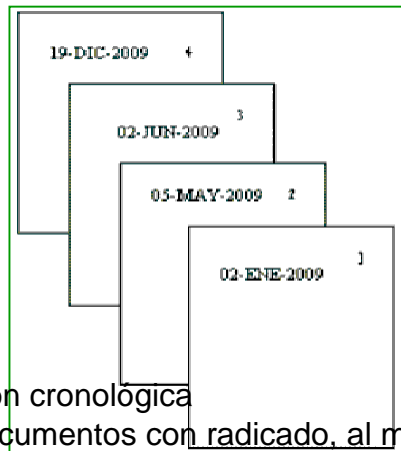 19-DIC-2009 4
3
02-JUN-2009
05-MAY-2009 2
1
02-ENE-2009
cronológica
con radicado, al